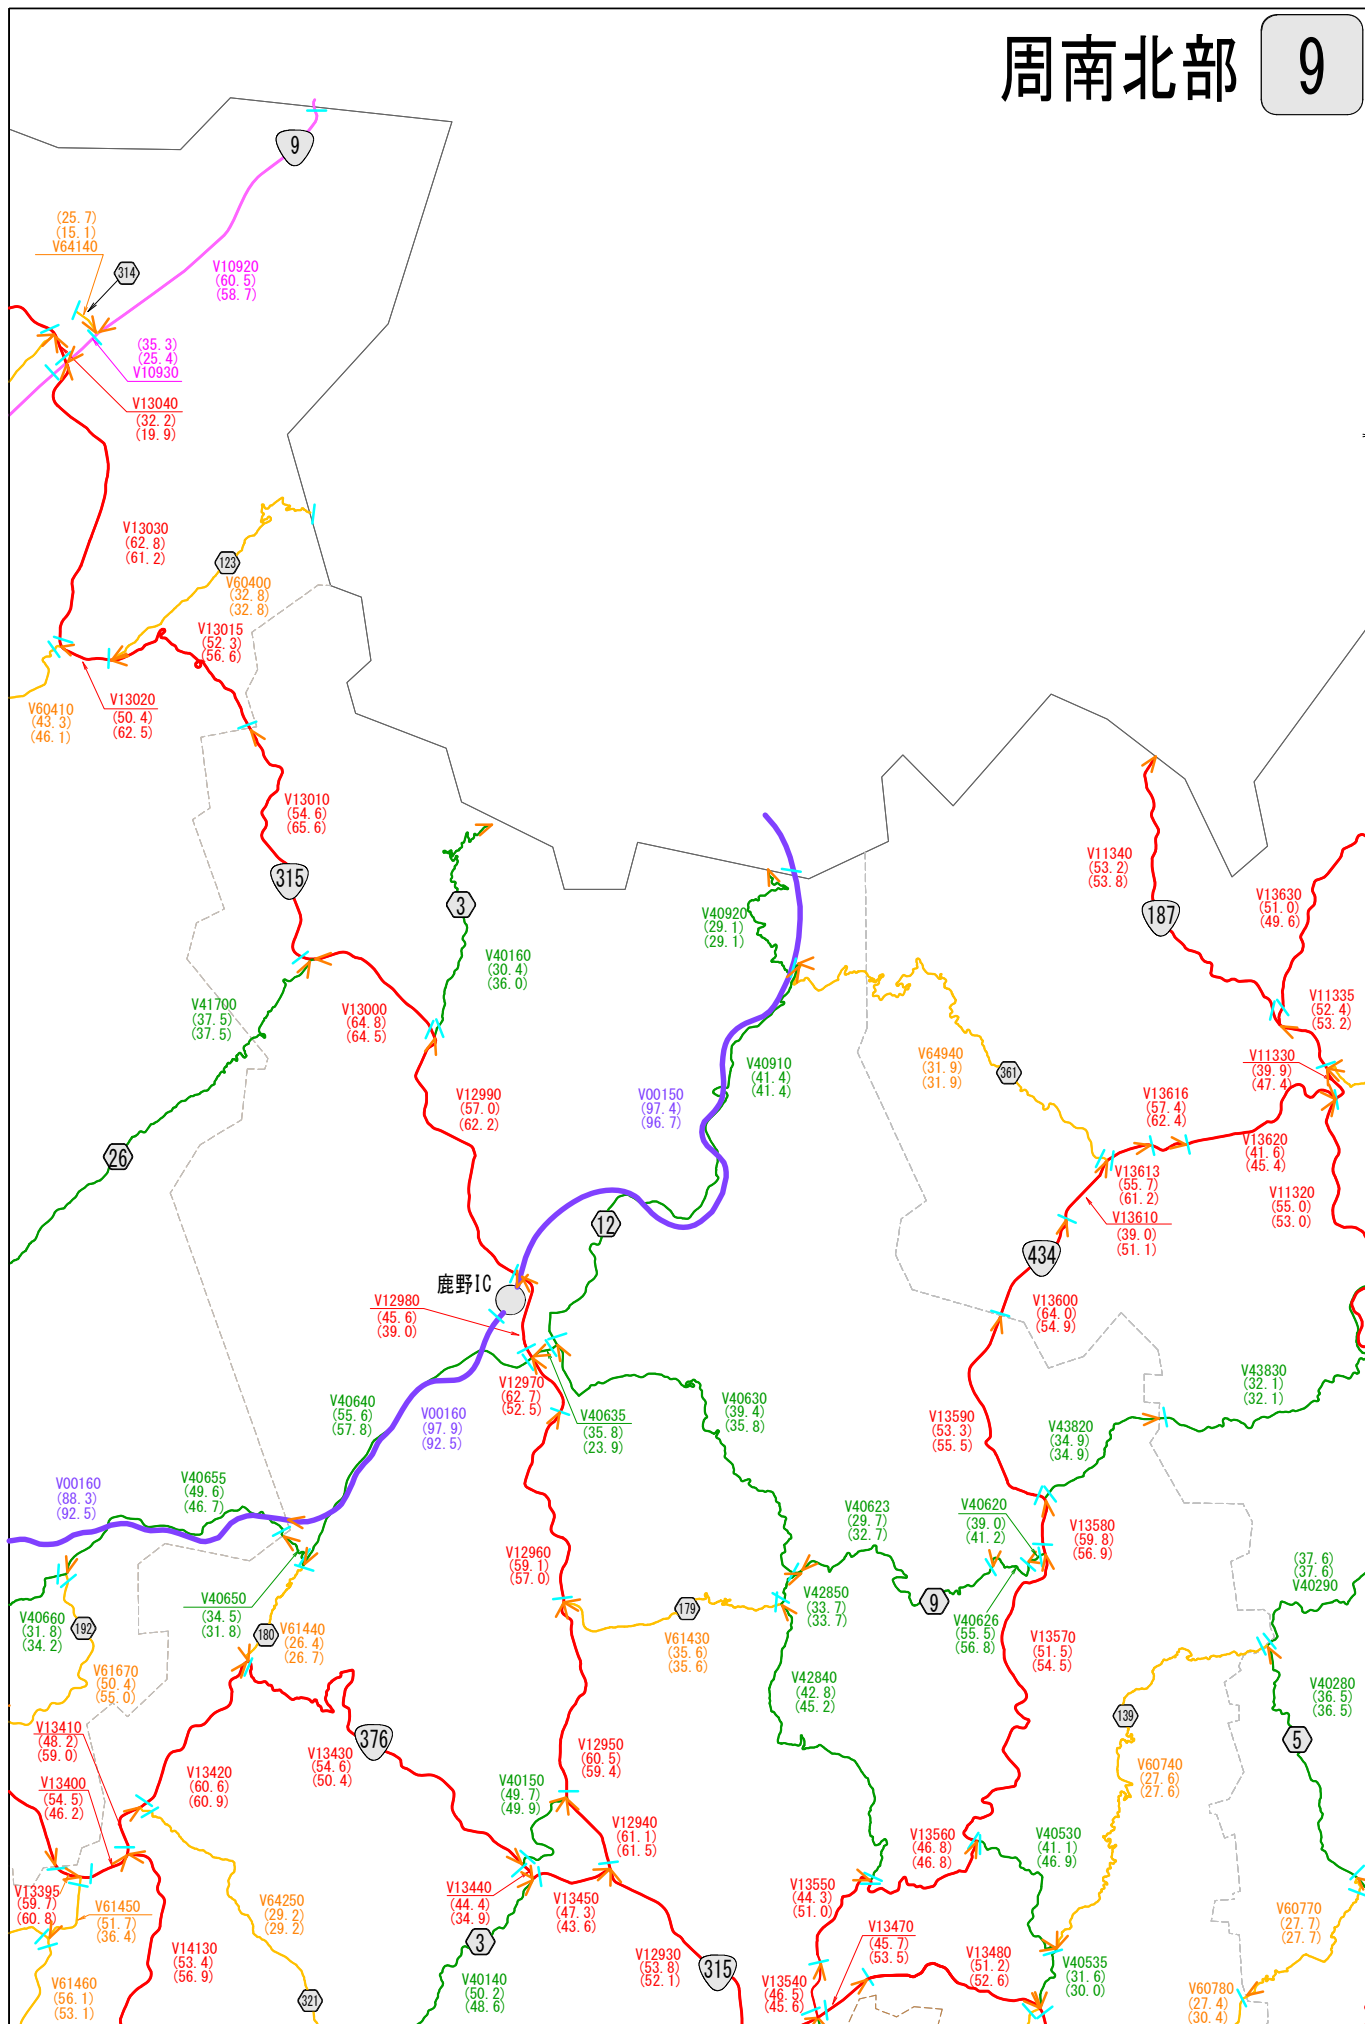 周南北部 9
9
(25.7)
(15.1)
V64140
314
V10920
(60.5)
(58.7)
(35.3)
(25.4)
V10930
V13040
(32.2)
(19.9)
V13030
(62.8)
(61.2)
123
V60400
(32.8)
(32.8)
V13015
(52.3)
(56.6)
V13020
(50.4)
(62.5)
V60410
(43.3)
(46.1)
V13010
(54.6)
(65.6)
315
3
V40160
(30.4)
(36.0)
V40920
(29.1)
(29.1)
V11340
(53.2)
(53.8)
187
V13630
(51.0)
(49.6)
V41700
(37.5)
(37.5)
V13000
(64.8)
(64.5)
V11335
(52.4)
(53.2)
V11330
(39.9)
(47.4)
V64940
(31.9)
(31.9)
361
V40910
(41.4)
(41.4)
V00150
(97.4)
(96.7)
V12990
(57.0)
(62.2)
V13616
(57.4)
(62.4)
26
V13620
(41.6)
(45.4)
V13613
(55.7)
(61.2)
V11320
(55.0)
(53.0)
V13610
(39.0)
(51.1)
12
434
鹿野IC
V12980
(45.6)
(39.0)
V13600
(64.0)
(54.9)
V12970
(62.7)
(52.5)
V40640
(55.6)
(57.8)
V00160
(97.9)
(92.5)
V40635
(35.8)
(23.9)
V40630
(39.4)
(35.8)
V13590
(53.3)
(55.5)
V43830
(32.1)
(32.1)
V43820
(34.9)
(34.9)
V00160
(88.3)
(92.5)
V40655
(49.6)
(46.7)
V40623
(29.7)
(32.7)
V40620
(39.0)
(41.2)
V13580
(59.8)
(56.9)
V12960
(59.1)
(57.0)
(37.6)
(37.6)
V40290
V40650
(34.5)
(31.8)
V42850
(33.7)
(33.7)
9
V40626
(55.5)
(56.8)
V40660
(31.8)
(34.2)
192
180
V61440
(26.4)
(26.7)
179
V61430
(35.6)
(35.6)
V13570
(51.5)
(54.5)
V61670
(50.4)
(55.0)
V42840
(42.8)
(45.2)
V40280
(36.5)
(36.5)
5
139
V13410
(48.2)
(59.0)
376
V13430
(54.6)
(50.4)
V12950
(60.5)
(59.4)
V60740
(27.6)
(27.6)
V13420
(60.6)
(60.9)
V13400
(54.5)
(46.2)
V40150
(49.7)
(49.9)
V12940
(61.1)
(61.5)
V13560
(46.8)
(46.8)
V40530
(41.1)
(46.9)
V13395
(59.7)
(60.8)
V61450
(51.7)
(36.4)
V64250
(29.2)
(29.2)
V13440
(44.4)
(34.9)
V13450
(47.3)
(43.6)
V13550
(44.3)
(51.0)
V60770
(27.7)
(27.7)
V13470
(45.7)
(53.5)
V14130
(53.4)
(56.9)
3
V12930
(53.8)
(52.1)
315
V13480
(51.2)
(52.6)
V40535
(31.6)
(30.0)
V61460
(56.1)
(53.1)
321
V40140
(50.2)
(48.6)
V13540
(46.5)
(45.6)
V60780
(27.4)
(30.4)